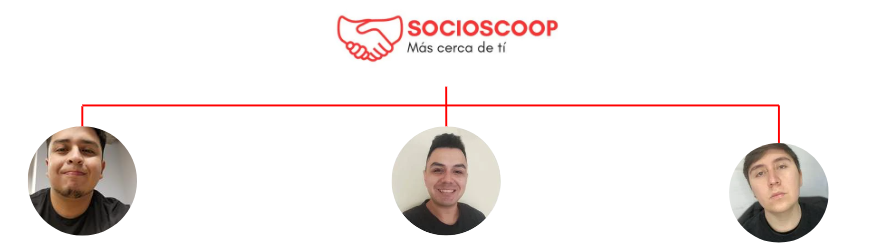 SOCIOSCOOP
Más cerca de tí